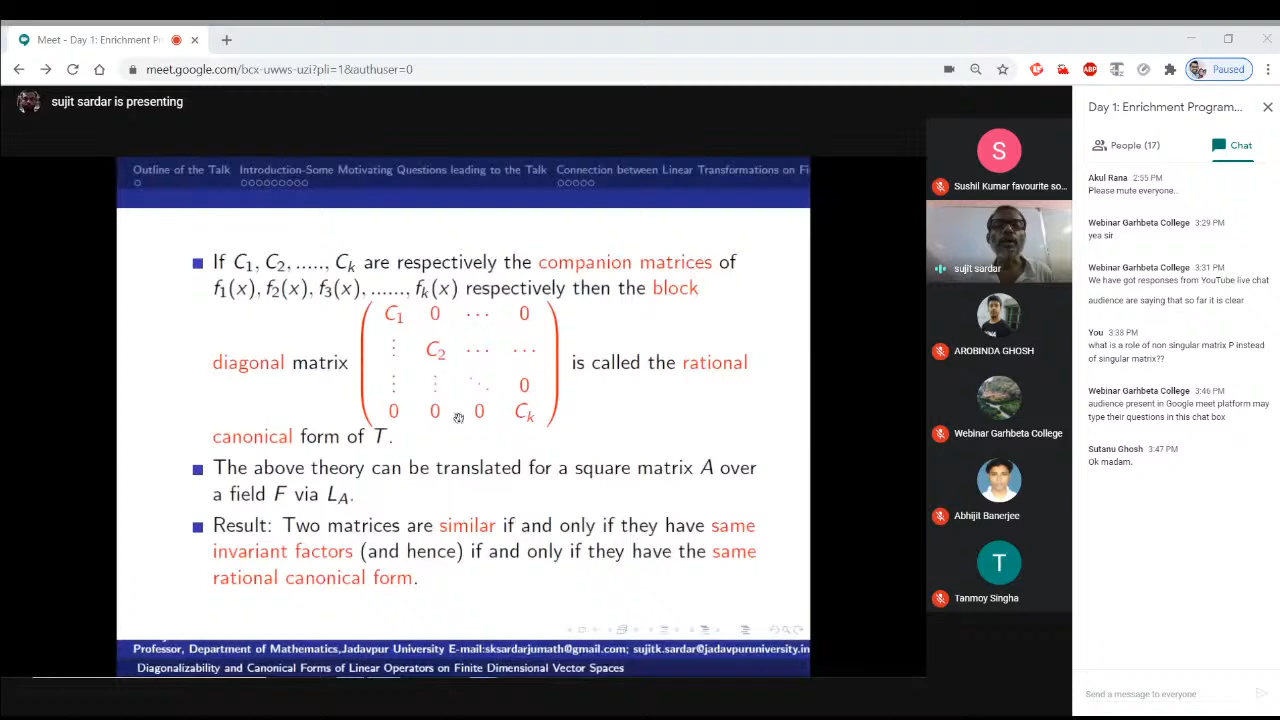 Meet - Day 1: Enrichment Pr
meet.google.com/bcx-uwws-uzi?pli=1&authuser=0
Paused
sujit sardar is presenting
Outline of the Talk Introduction-Some Motivating Questions leading to the Talk Connection between Linear Transformations on Fi
If C₁, C₂, ....., Cₖ are respectively the companion matrices of
f₁(x), f₂(x), f₃(x), ......, fₖ(x) respectively then the block
C₁ 0 ⋯ 0
⋮ C₂ ⋯ ⋯
diagonal matrix is called the rational
⋮ ⋮ ⋱ 0
0 0 0 Cₖ
canonical form of T.
The above theory can be translated for a square matrix A over
a field F via L_A.
Result: Two matrices are similar if and only if they have same
invariant factors (and hence) if and only if they have the same
rational canonical form.
Professor, Department of Mathematics,Jadavpur University E-mail:sksardarjumath@gmail.com; sujitk.sardar@jadavpuruniversity.in
Diagonalizability and Canonical Forms of Linear Operators on Finite Dimensional Vector Spaces
S
Sushil Kumar favourite so...
sujit sardar
AROBINDA GHOSH
Webinar Garhbeta College
Abhijit Banerjee
T
Tanmoy Singha
Day 1: Enrichment Program...
People (17) Chat
Akul Rana 2:55 PM
Please mute everyone..
Webinar Garhbeta College 3:29 PM
yea sir
Webinar Garhbeta College 3:31 PM
We have got responses from YouTube live chat
audience are saying that so far it is clear
You 3:38 PM
what is a role of non singular matrix P instead
of singular matrix??
Webinar Garhbeta College 3:46 PM
audience present in Google meet platform may
type their questions in this chat box
Sutanu Ghosh 3:47 PM
Ok madam.
Send a message to everyone